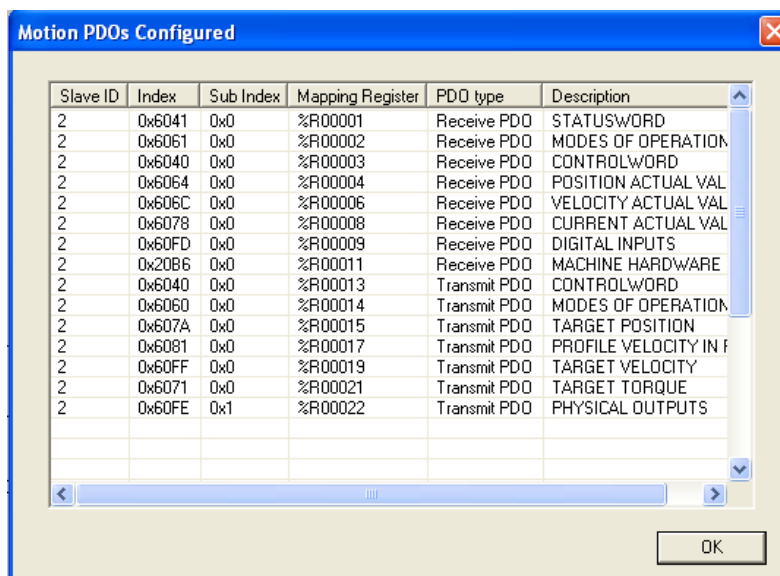 Motion PDOs Configured
Slave ID Index Sub Index Mapping Register PDO type Description
2 0x6041 0x0 %R00001 Receive PDO STATUSWORD
2 0x6061 0x0 %R00002 Receive PDO MODES OF OPERATION
2 0x6040 0x0 %R00003 Receive PDO CONTROLWORD
2 0x6064 0x0 %R00004 Receive PDO POSITION ACTUAL VAL
2 0x606C 0x0 %R00006 Receive PDO VELOCITY ACTUAL VAL
2 0x6078 0x0 %R00008 Receive PDO CURRENT ACTUAL VAL
2 0x60FD 0x0 %R00009 Receive PDO DIGITAL INPUTS
2 0x20B6 0x0 %R00011 Receive PDO MACHINE HARDWARE
2 0x6040 0x0 %R00013 Transmit PDO CONTROLWORD
2 0x6060 0x0 %R00014 Transmit PDO MODES OF OPERATION
2 0x607A 0x0 %R00015 Transmit PDO TARGET POSITION
2 0x6081 0x0 %R00017 Transmit PDO PROFILE VELOCITY IN
2 0x60FF 0x0 %R00019 Transmit PDO TARGET VELOCITY
2 0x6071 0x0 %R00021 Transmit PDO TARGET TORQUE
2 0x60FE 0x1 %R00022 Transmit PDO PHYSICAL OUTPUTS
OK